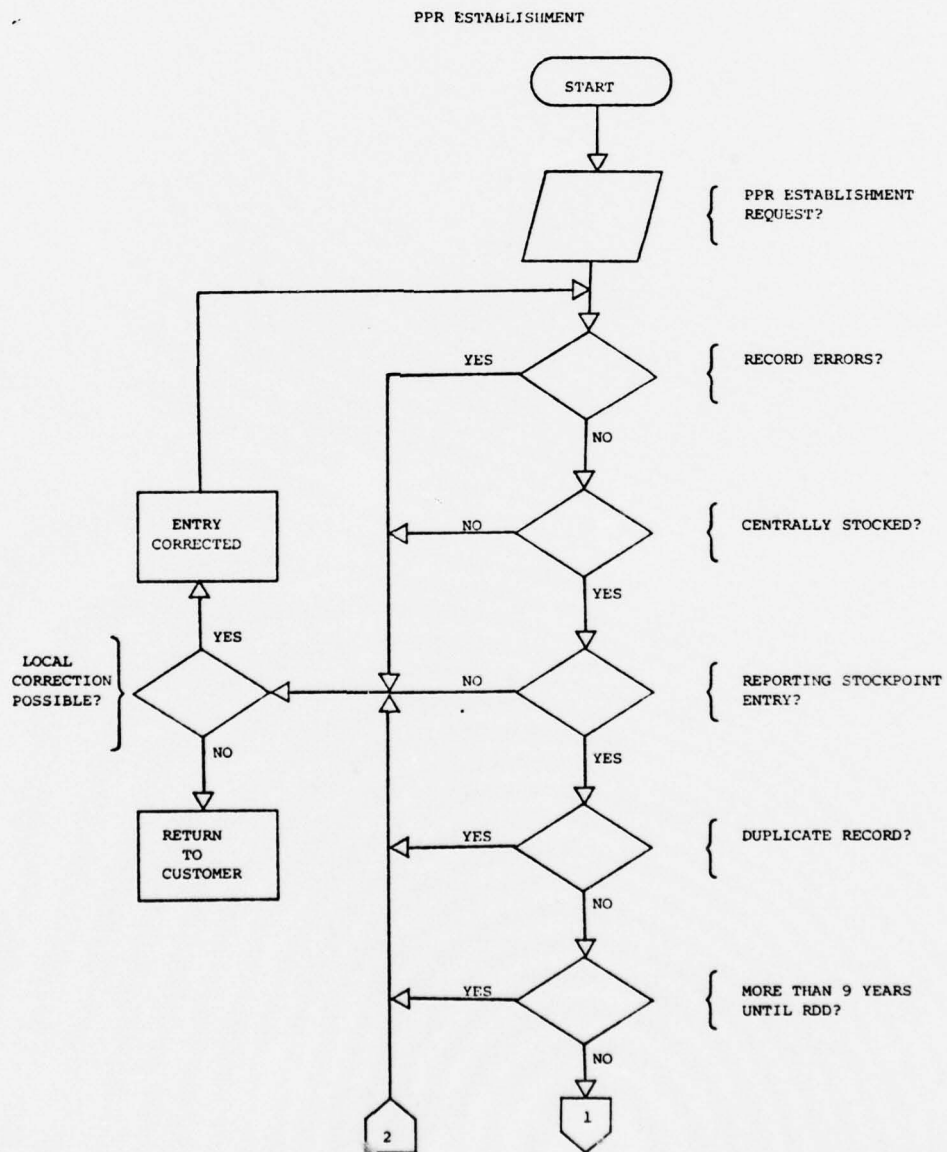 PPR ESTABLISHMENT
START
PPR ESTABLISHMENT
REQUEST?
YES
RECORD ERRORS?
NO
ENTRY
CORRECTED
NO
CENTRALLY STOCKED?
YES
YES
LOCAL
CORRECTION
POSSIBLE?
NO
REPORTING STOCKPOINT
ENTRY?
NO
YES
RETURN
TO
CUSTOMER
YES
DUPLICATE RECORD?
NO
YES
MORE THAN 9 YEARS
UNTIL RDD?
NO
1
2